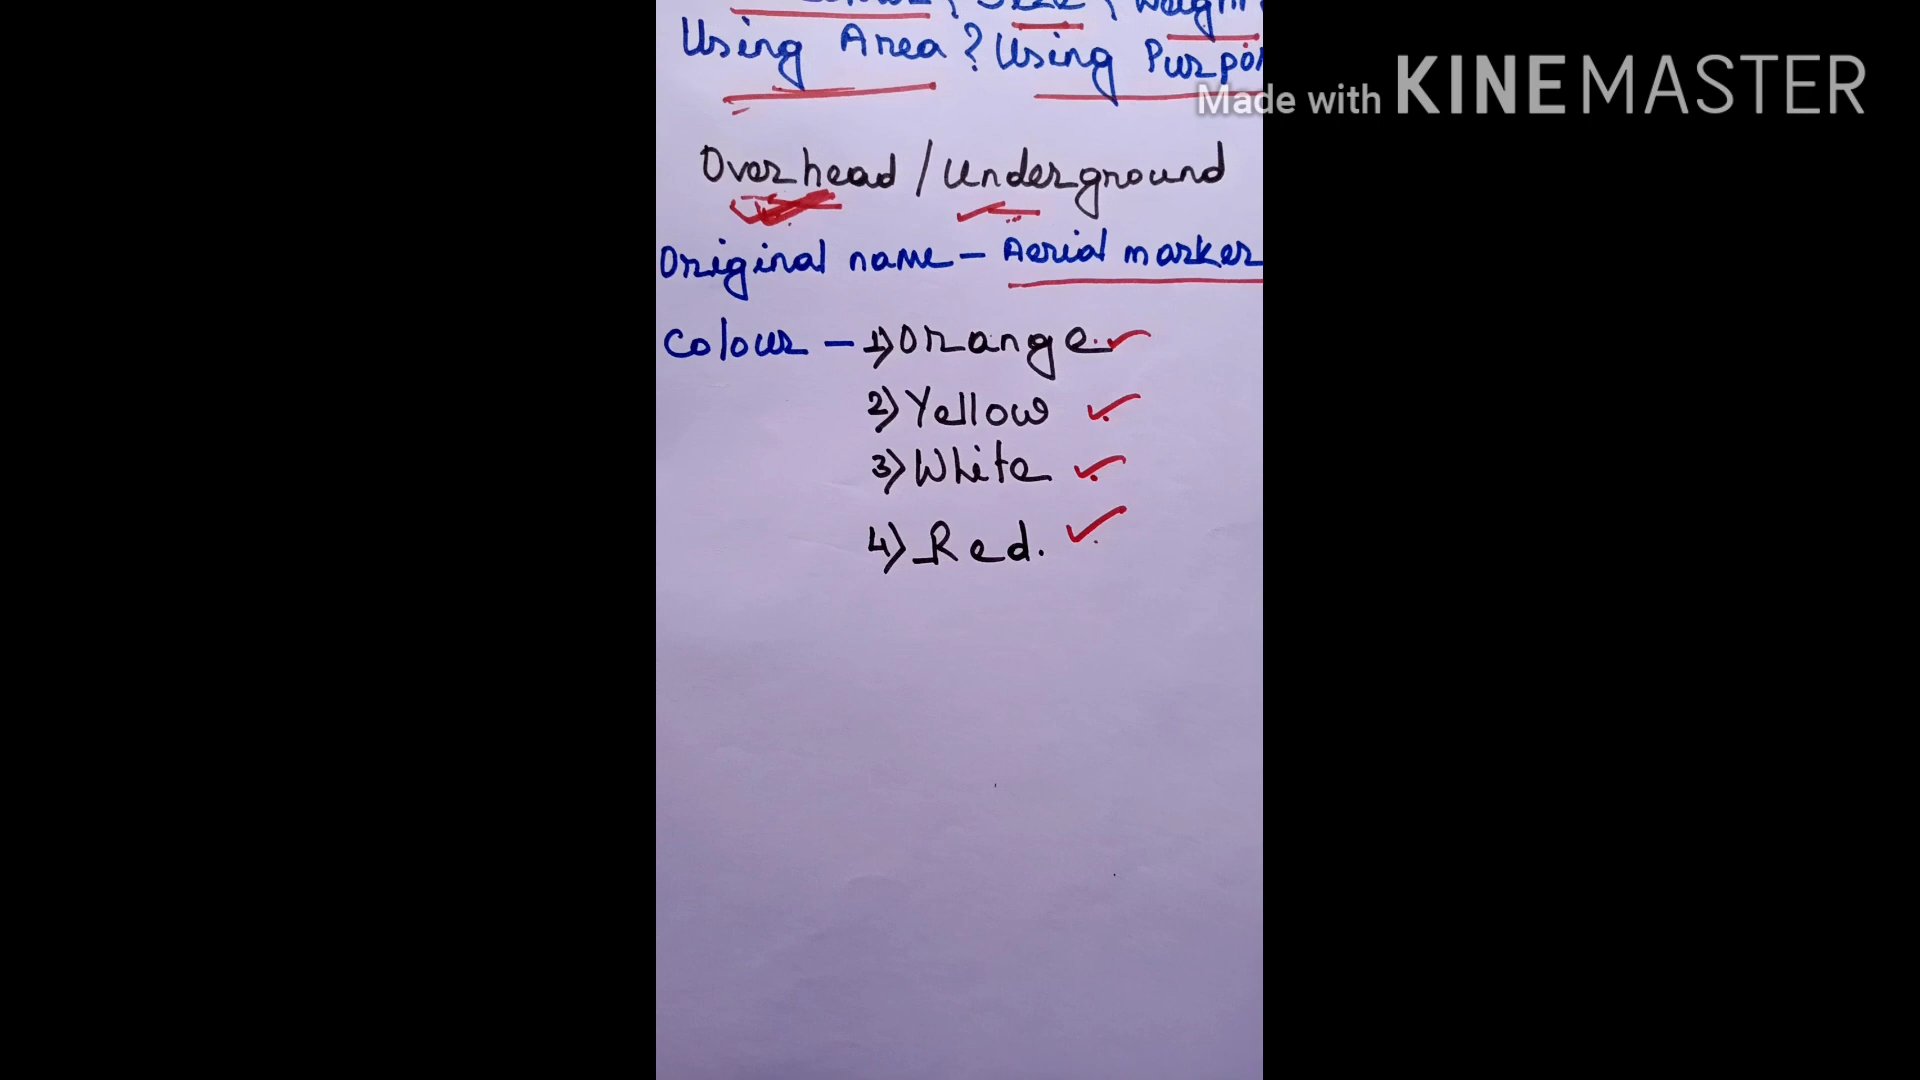 Using Area? Using
Made with KINEMASTER
Overhead / Underground
Original name - Aerial marker
Colour - 1) Orange
2) Yellow
3) White
4) Red.